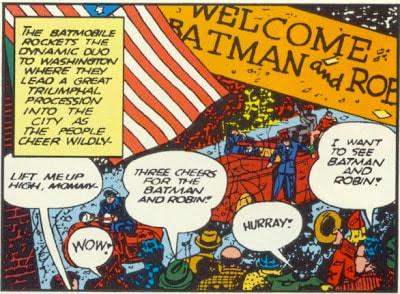 THE BATMOBILE
ROCKETS THE
DYNAMIC DUO
TO WASHINGTON
WHERE THEY
LEAD A GREAT
TRIUMPHAL
PROCESSION
INTO THE
CITY AS
THE PEOPLE
CHEER WILDLY-
WELCOME
BATMAN and ROB
LIFT ME UP
HIGH, MOMMY-
WOW!
THREE CHEERS
FOR THE
BATMAN
AND ROBIN!
HURRAY!
I WANT
TO SEE
BATMAN
AND
ROBIN!